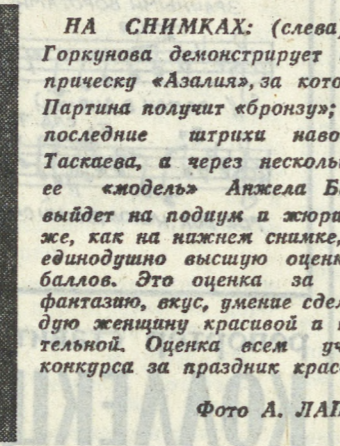 НА СНИМКАХ: (слева
Горкунова демонстрирует
прическу «Азалия», за кото
Партина получит «бронзу»;
последние штрихи наво
Таскаева, а через несколь
ее «модель» Анжела Б
выйдет на подиум и жюри
же, как на нижнем снимке,
единодушно высшую оценк
баллов. Это оценка за
фантазию, вкус, умение сдел
дую женщину красивой и
тельной. Оценка всем уч
конкурса за праздник крас
Фото А. ЛАП